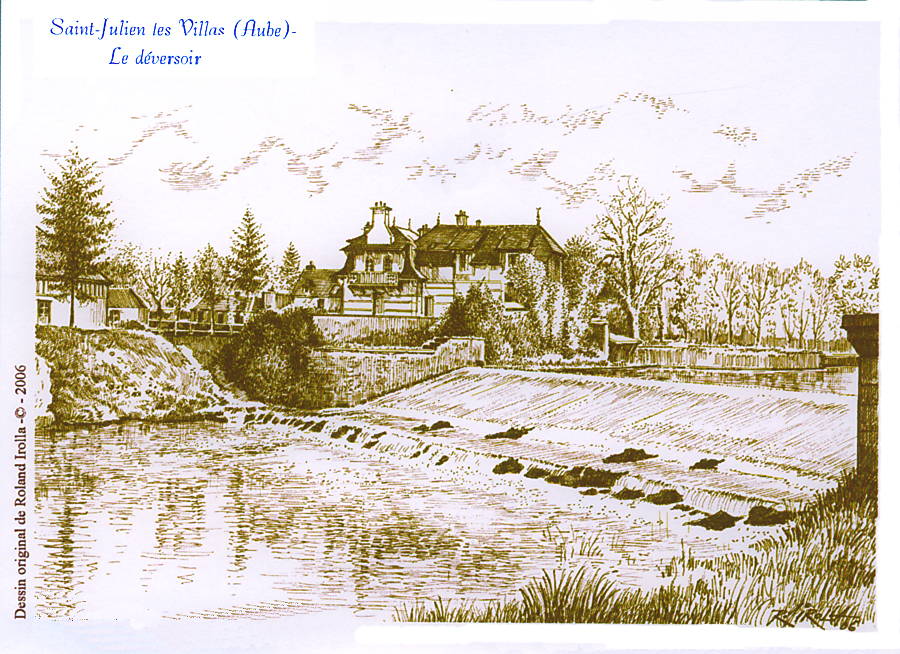 Saint-Julien les Villas (Aube)-
Le déversoir
Dessin original de Roland Irolla -© - 2006